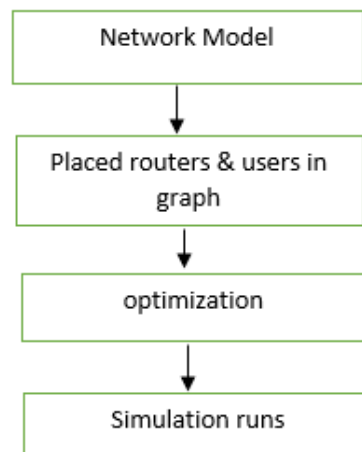 Network Model
Placed routers & users in
graph
optimization
Simulation runs